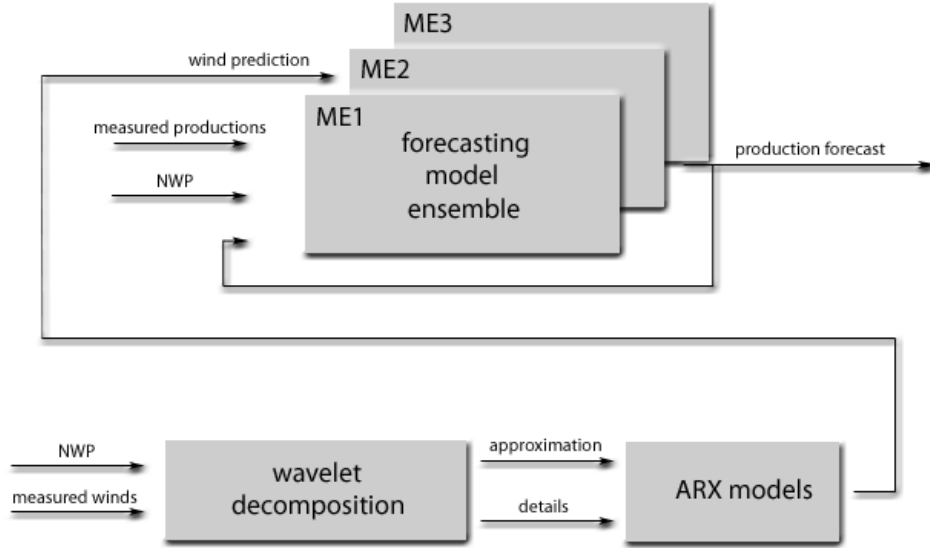 ME3
wind prediction
ME2
ME1
measured productions
forecasting
model
ensemble
production forecast
NWP
NWP
wavelet
decomposition
approximation
ARX models
measured winds
details